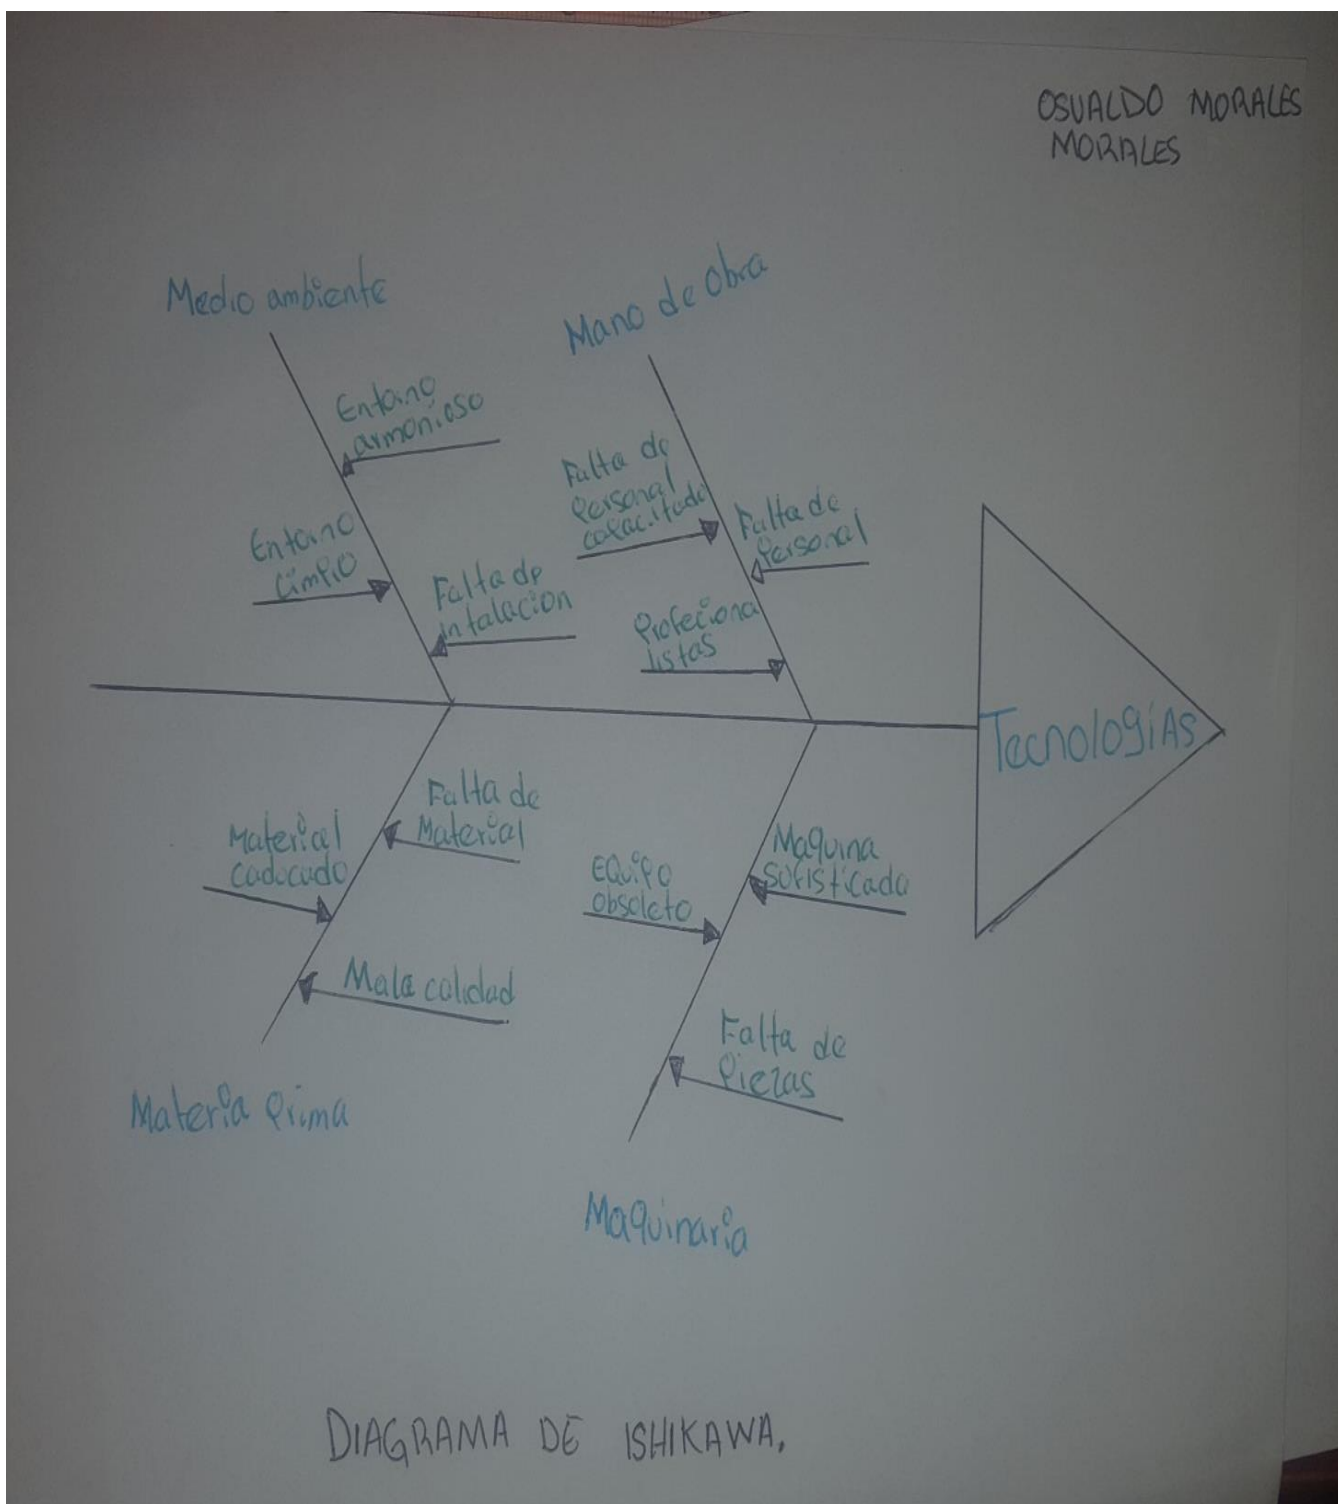 OSVALDO MORALES
MORALES
Medio ambiente
Mano de Obra
Entorno
armonioso
Entorno
Limpio
Falta de
intalacion
Falta de
Personal
capacitado
Falta de
Personal
Profeciona
listas
Tecnologías
Material
caducado
Falta de
Material
Mala calidad
Equipo
obsoleto
Maquina
sofisticada
Falta de
Piezas
Materia Prima
Maquinaria
DIAGRAMA DE ISHIKAWA.